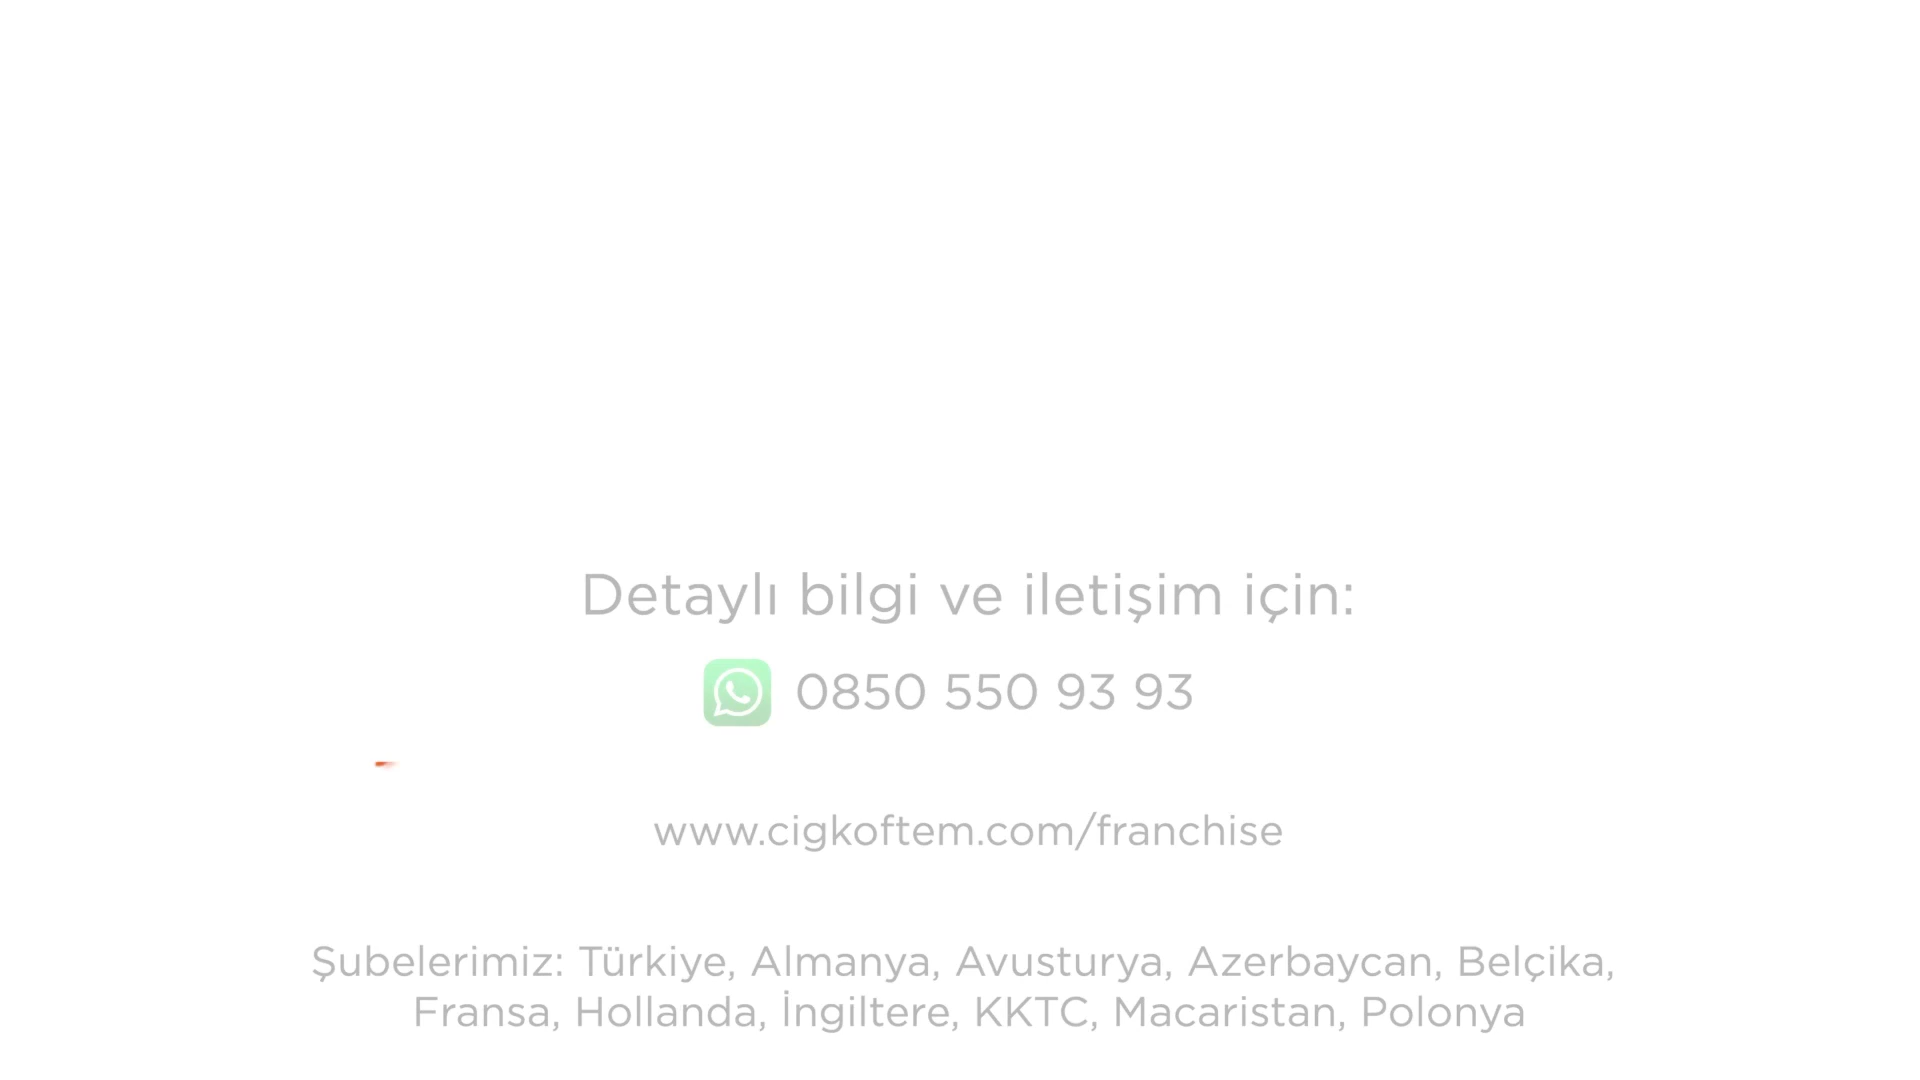 Detaylı bilgi ve iletişim için:
0850 550 93 93
www.cigkoftem.com/franchise
Şubelerimiz: Türkiye, Almanya, Avusturya, Azerbaycan, Belçika,
Fransa, Hollanda, İngiltere, KKTC, Macaristan, Polonya